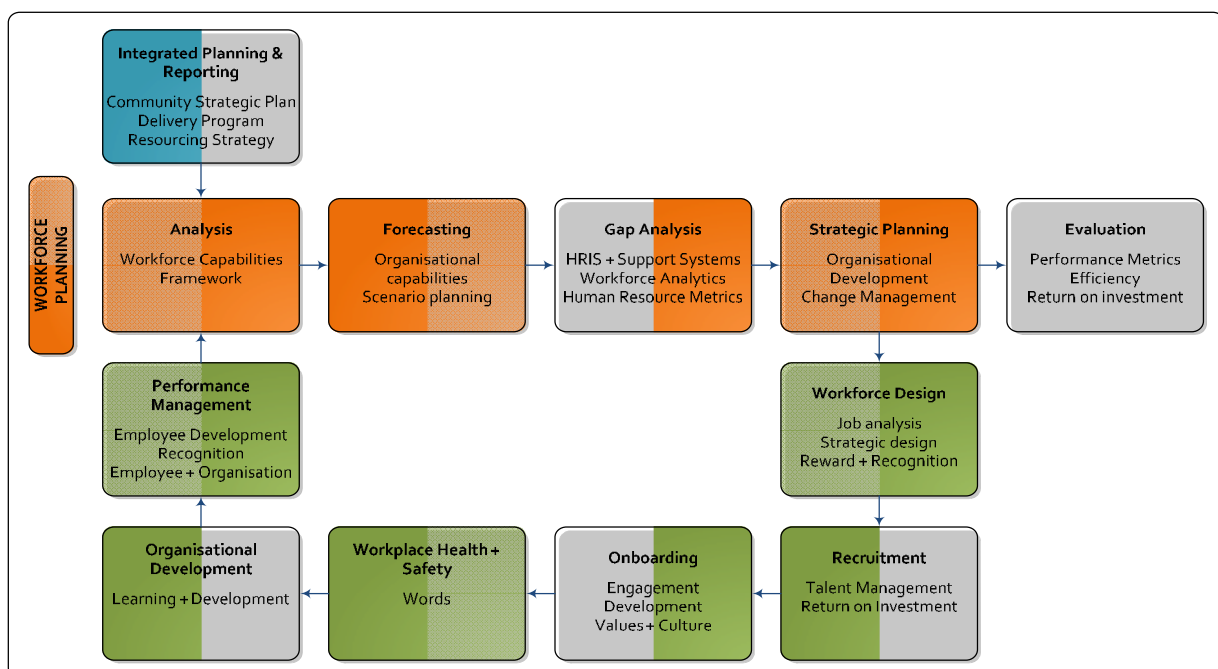 Integrated Planning &
Reporting
Community Strategic Plan
Delivery Program
Resourcing Strategy
WORKFORCE
PLANNING
Analysis
Workforce Capabilities
Framework
Forecasting
Organisational
capabilities
Scenario planning
Gap Analysis
HRIS + Support Systems
Workforce Analytics
Human Resource Metrics
Strategic Planning
Organisational
Development
Change Management
Evaluation
Performance Metrics
Efficiency
Return on investment
Performance
Management
Employee Development
Recognition
Employee + Organisation
Workforce Design
Job analysis
Strategic design
Reward + Recognition
Organisational
Development
Learning + Development
Workplace Health +
Safety
Words
Onboarding
Engagement
Development
Values + Culture
Recruitment
Talent Management
Return on Investment